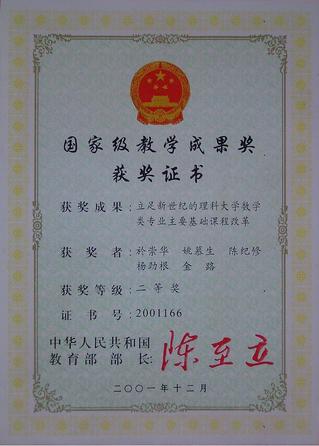 国家级教学成果奖
获奖证书
获奖成果：立足新世纪的理科大学数学
类专业主要基础课程改革
获奖者：於崇华 姚慕生 陈纪修
杨劲根 金路
获奖等级：二等奖
证书号：2001166
中华人民共和国
教育部部长：陈至立
二〇〇一年十二月